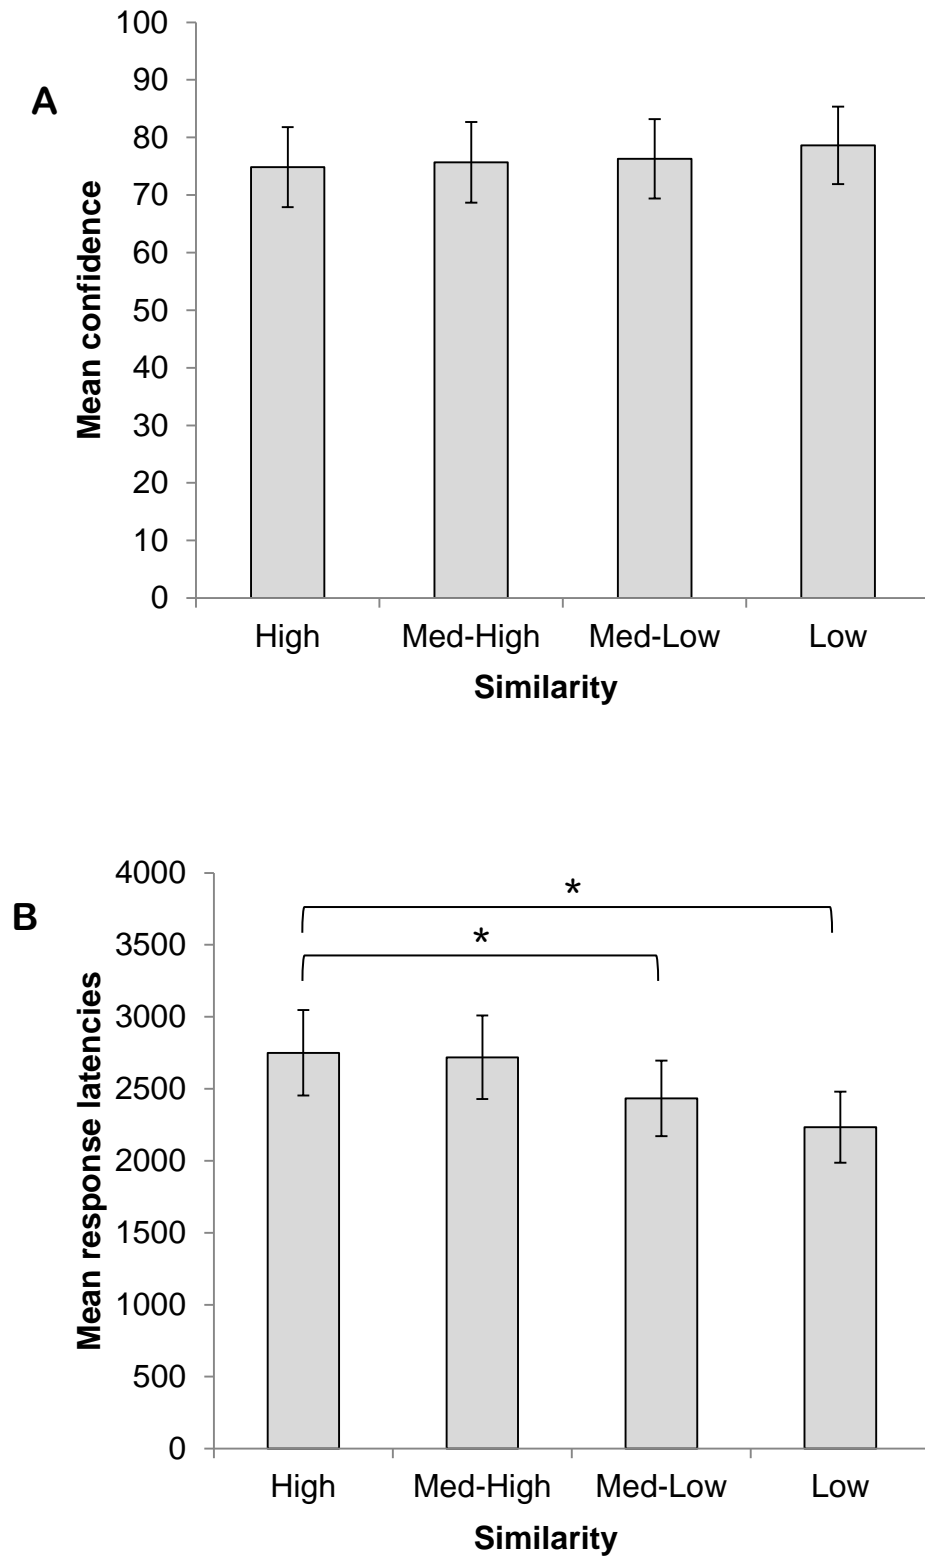 A
Mean confidence
100
90
80
70
60
50
40
30
20
10
0
High Med-High Med-Low Low
Similarity
B
Mean response latencies
4000
3500
3000
2500
2000
1500
1000
500
0
*
*
High Med-High Med-Low Low
Similarity